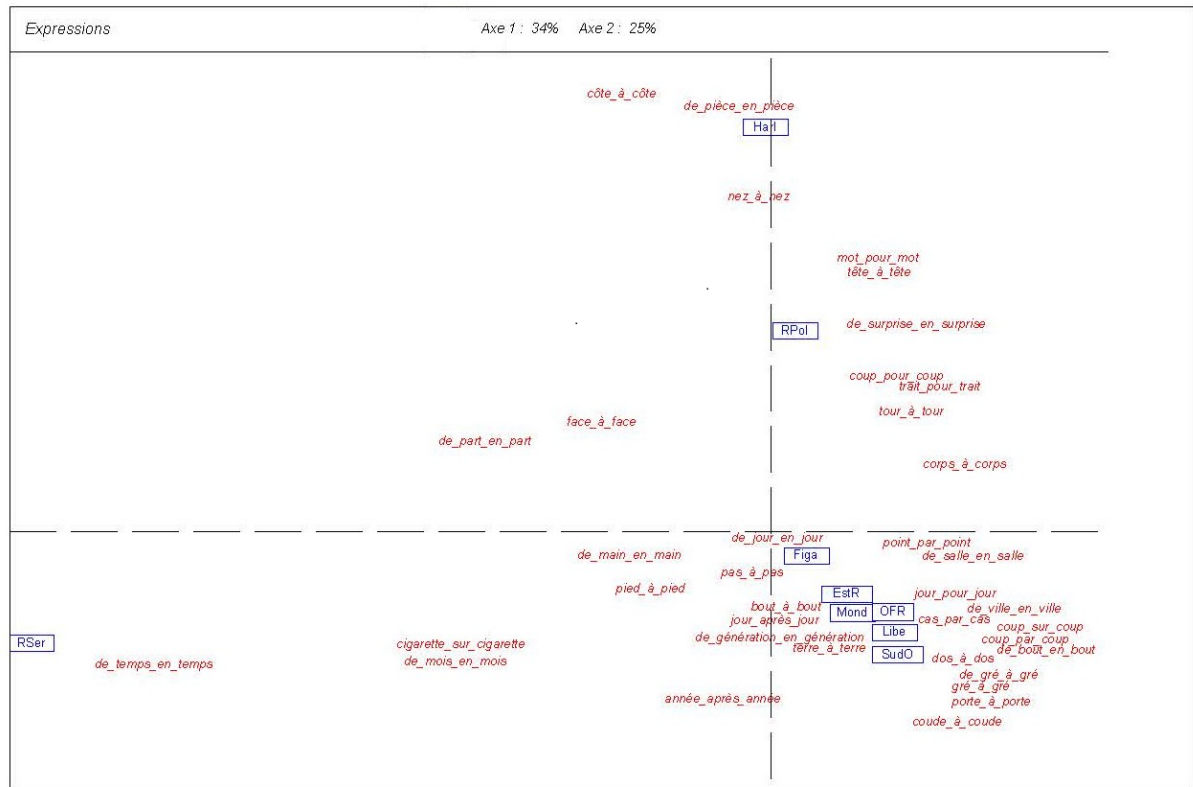 Expressions Axe 1 : 34% Axe 2 : 25%
côte_à_côte
de_pièce_en_pièce
Harl
nez_à_nez
mot_pour_mot
tête_à_tête
de_surprise_en_surprise
RPol
coup_pour_coup
trait_pour_trait
tour_à_tour
face_à_face
de_part_en_part
corps_à_corps
de_jour_en_jour
point_par_point
de_main_en_main
Figa
de_salle_en_salle
pas_à_pas
pied_à_pied
EstR
jour_pour_jour
bout_à_bout
Mond
OFR
de_ville_en_ville
jour_après_jour
cas_par_cas
coup_sur_coup
Libe
de_génération_en_génération
coup_par_coup
RSer
cigarette_sur_cigarette
terre_à_terre
de_bout_en_bout
SudO
dos_à_dos
de_temps_en_temps
de_mois_en_mois
de_gré_à_gré
gré_à_gré
année_après_année
porte_à_porte
coude_à_coude